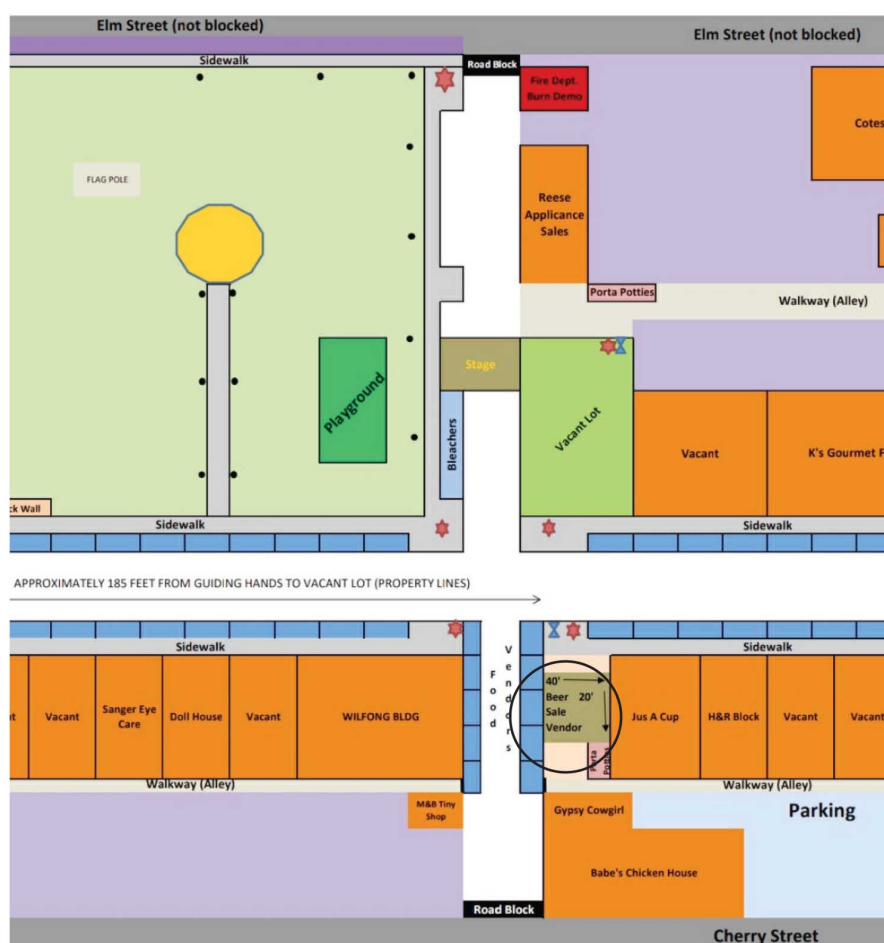 Elm Street (not blocked)
Elm Street (not blocked)
Sidewalk
Road Block
Fire Dept.
Burn Demo
Cotes
FLAG POLE
Reese
Applicance
Sales
Porta Potties
Walkway (Alley)
Stage
Playground
Bleachers
Vacant Lot
Vacant
K's Gourmet F
ck Wall
Sidewalk
Sidewalk
APPROXIMATELY 185 FEET FROM GUIDING HANDS TO VACANT LOT (PROPERTY LINES)
Sidewalk
Sidewalk
Food
Vendors
40'
Beer 20'
Sale
Vendor
nt
Vacant
Sanger Eye
Care
Doll House
Vacant
WILFONG BLDG
Jus A Cup
H&R Block
Vacant
Vacant
Porta
Potties
Walkway (Alley)
Walkway (Alley)
M&B Tiny
Shop
Gypsy Cowgirl
Parking
Babe's Chicken House
Road Block
Cherry Street